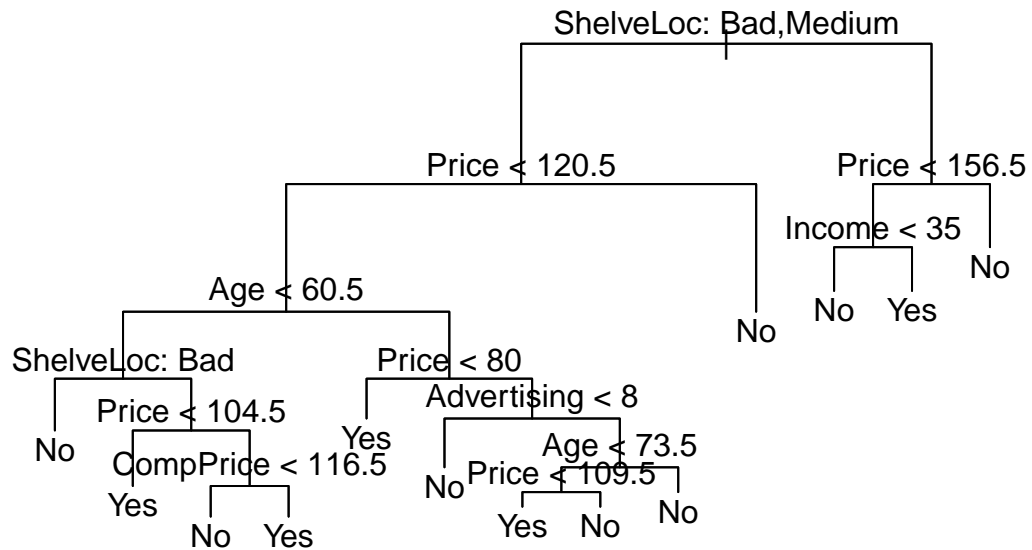 ShelveLoc: Bad,Medium
Price < 120.5
Price < 156.5
Income < 35
No
No
Yes
Age < 60.5
No
ShelveLoc: Bad
Price < 80
Advertising < 8
Price < 104.5
Yes
Age < 73.5
No
CompPrice < 116.5
No
Price < 109.5
Yes
No
Yes
Yes
No
No